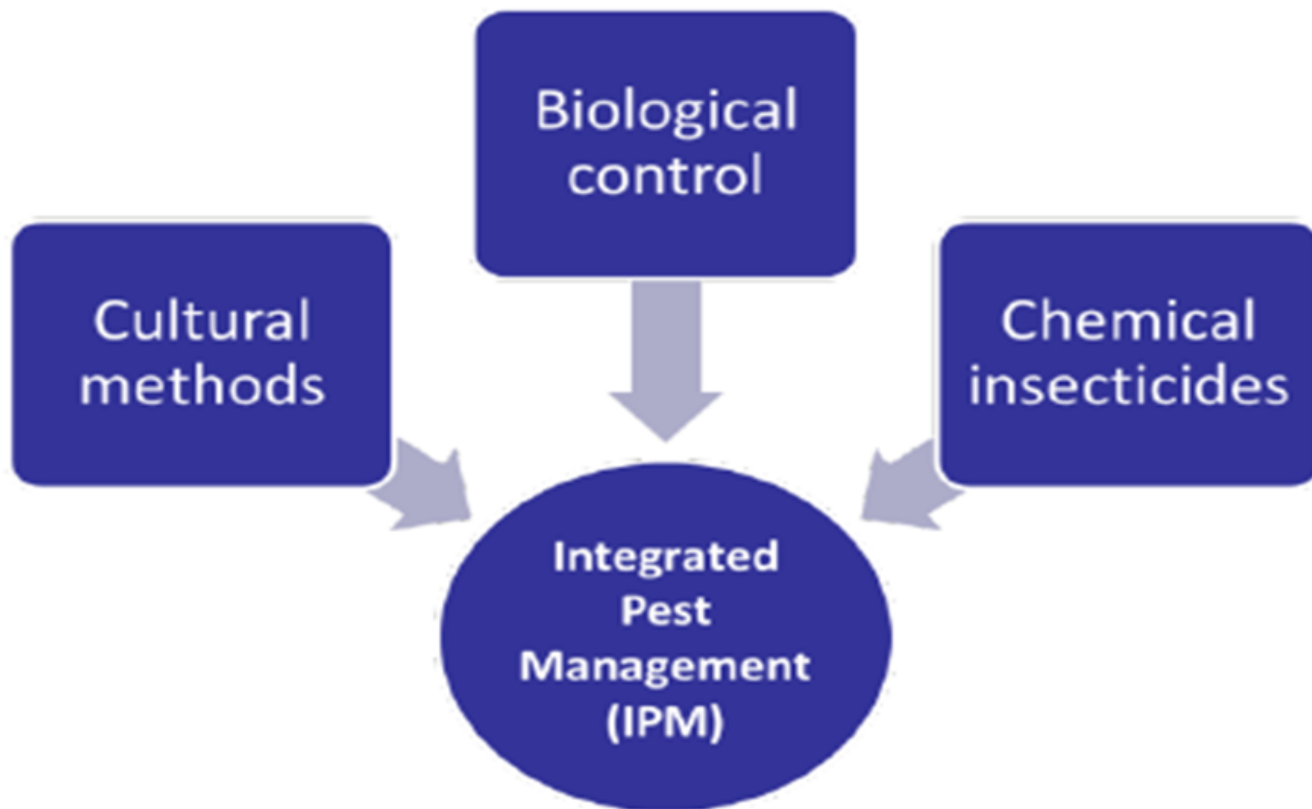 Biological
control
Cultural
methods
Chemical
insecticides
Integrated
Pest
Management
(IPM)